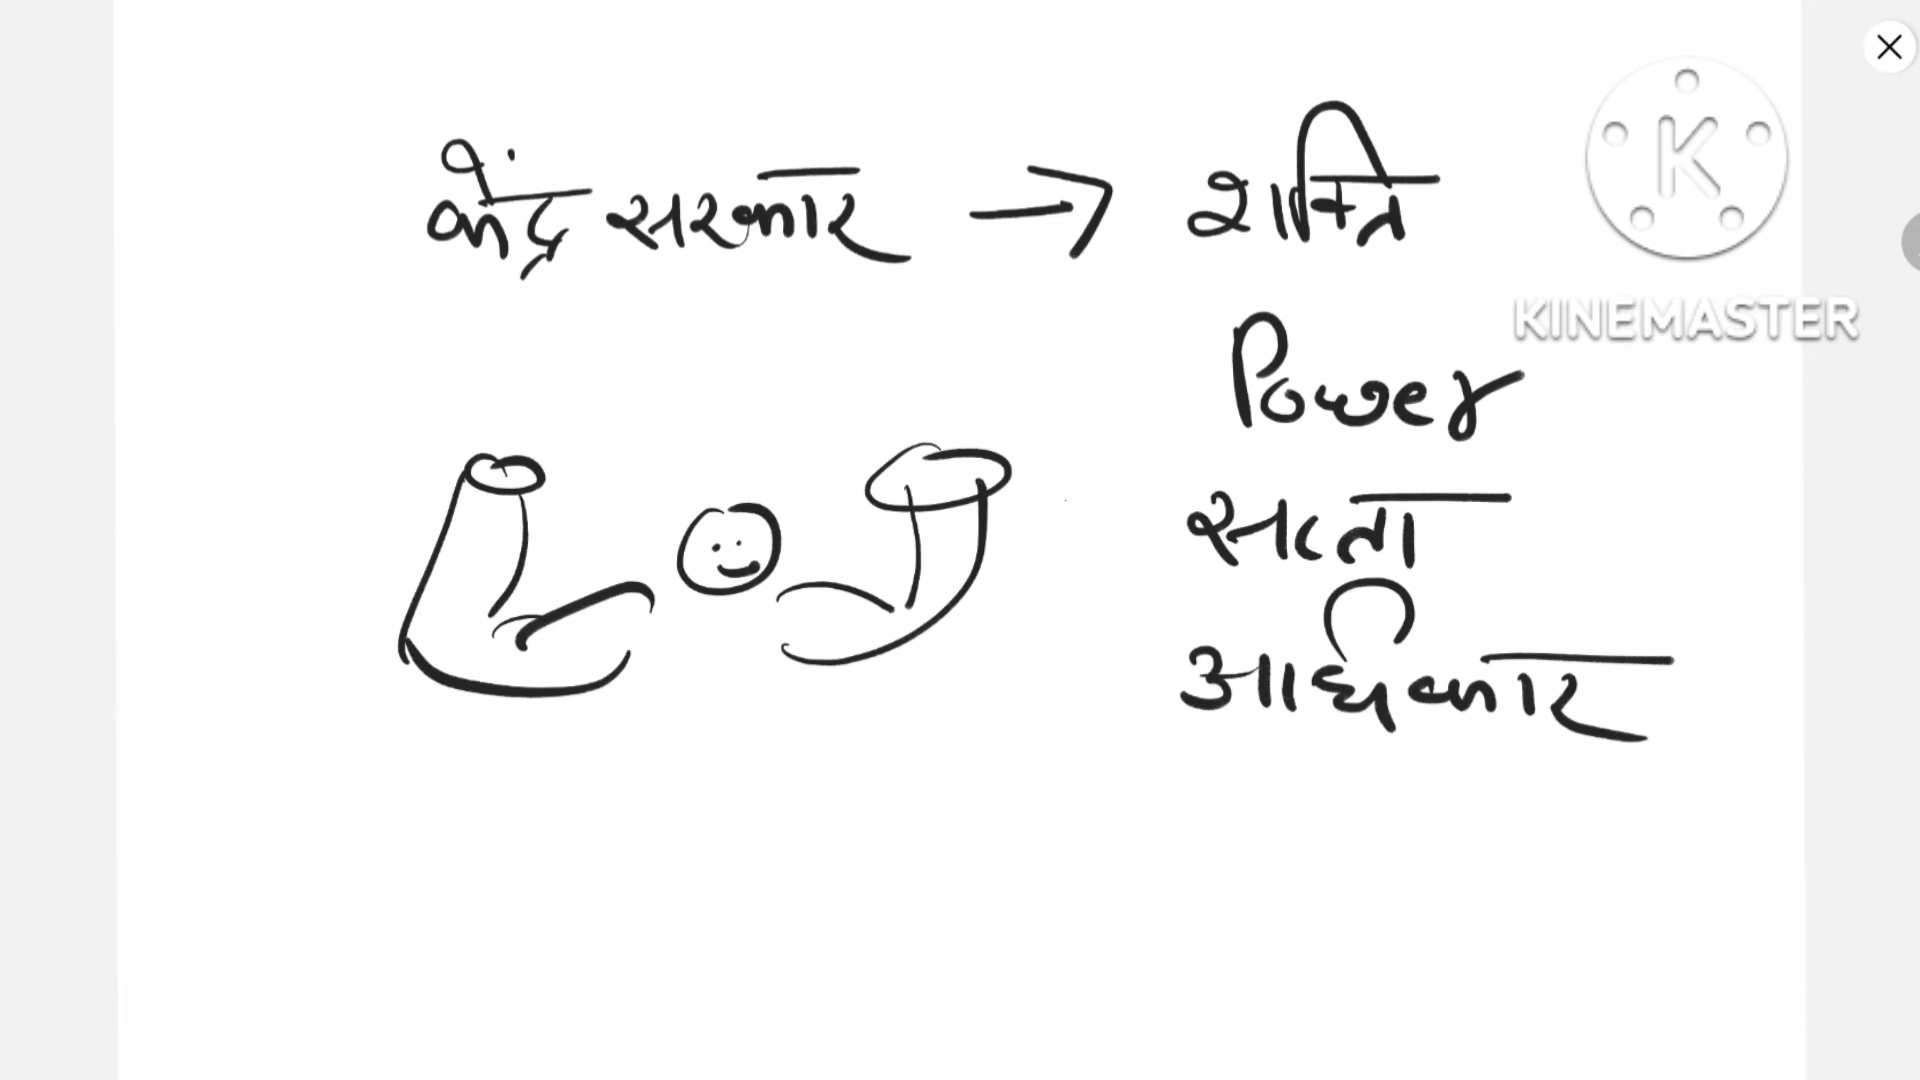 केंद्र सरकार → शक्ति
Power
सत्ता
अधिकार
K
KINEMASTER